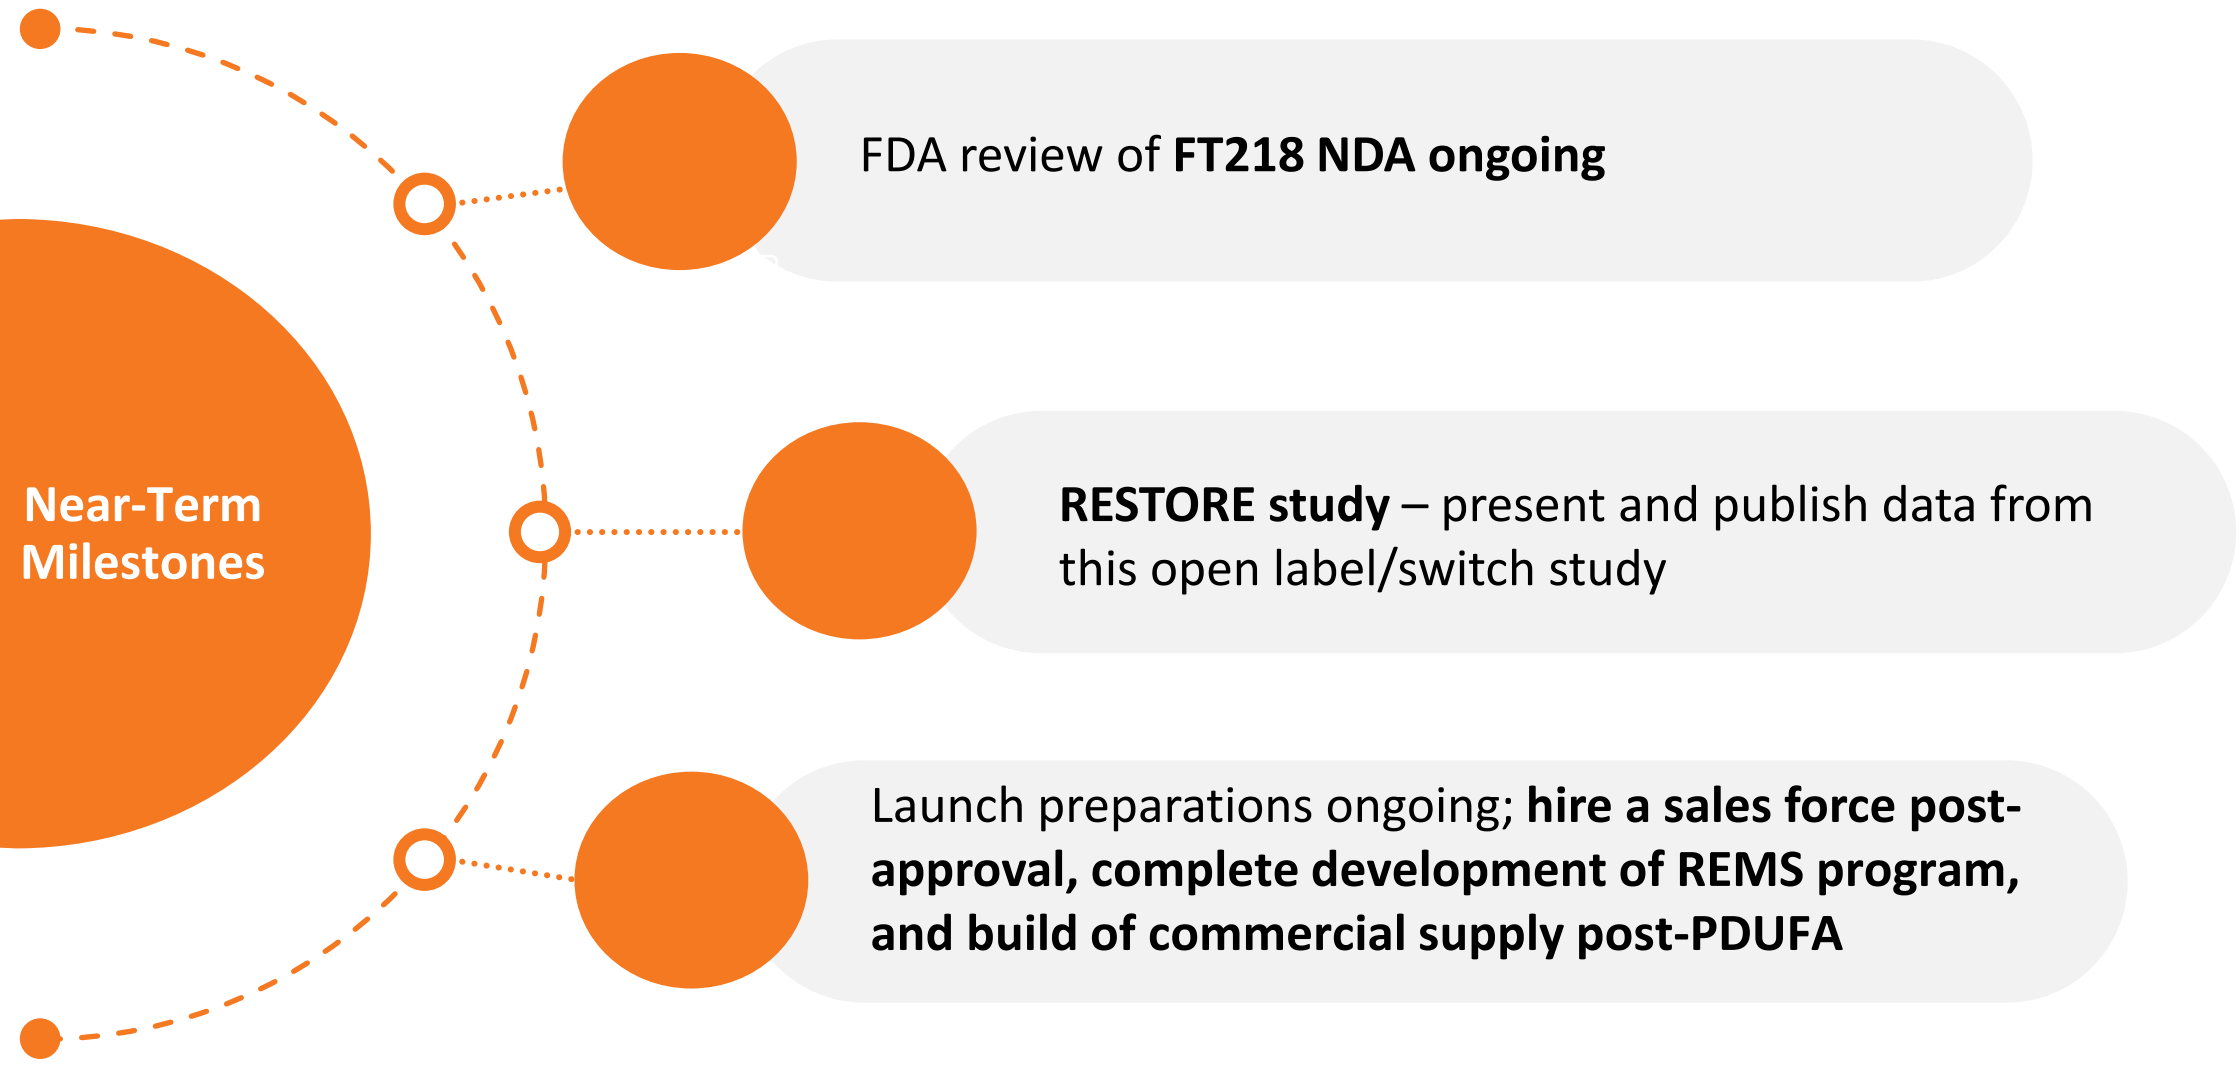 FDA review of FT218 NDA ongoing
Near-Term
Milestones
RESTORE study – present and publish data from
this open label/switch study
Launch preparations ongoing; hire a sales force post-
approval, complete development of REMS program,
and build of commercial supply post-PDUFA